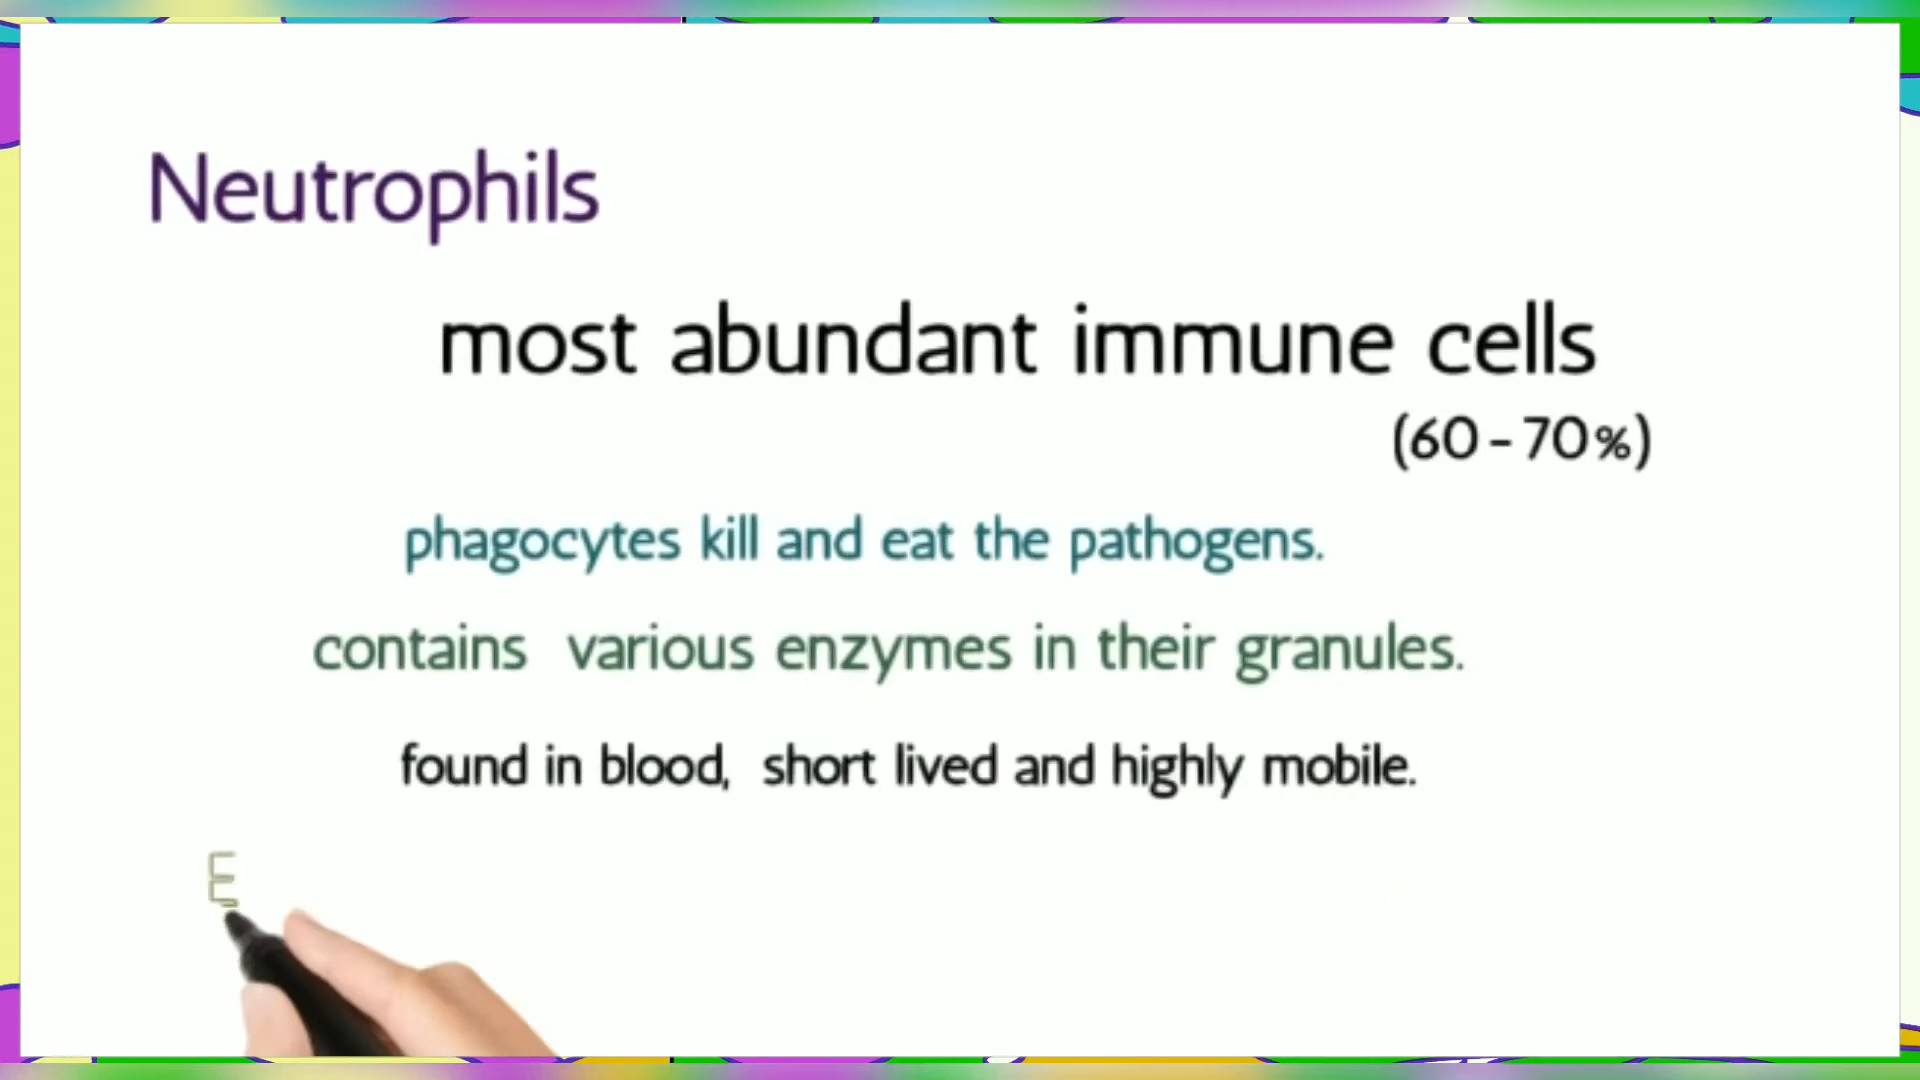 Neutrophils
most abundant immune cells
(60-70%)
phagocytes kill and eat the pathogens.
contains various enzymes in their granules.
found in blood, short lived and highly mobile.
E